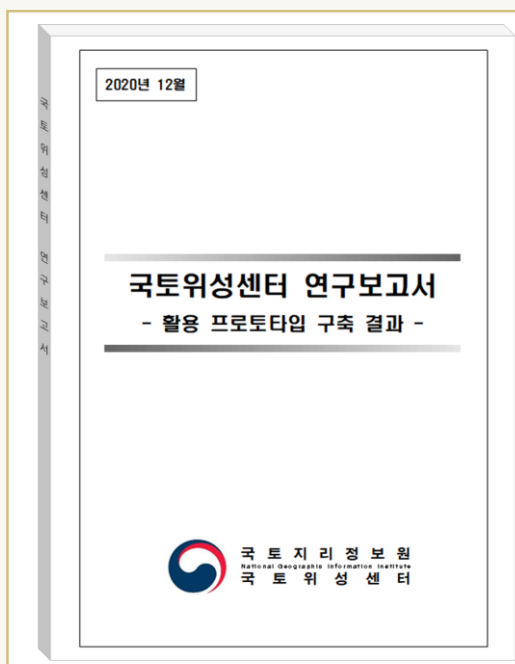 2020년 12월
국토위성센터 연구보고서
국토위성센터 연구보고서
- 활용 프로토타입 구축 결과 -
국토지리정보원
National Geographic Information Institute
국토위성센터